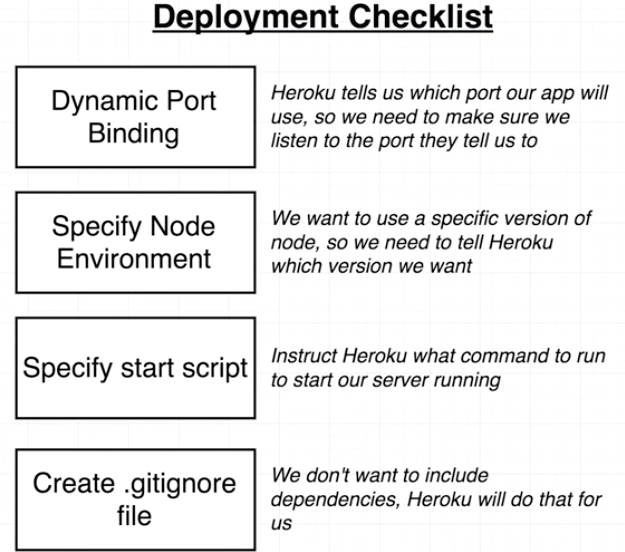 Deployment Checklist
Dynamic Port
Binding
Heroku tells us which port our app will
use, so we need to make sure we
listen to the port they tell us to
Specify Node
Environment
We want to use a specific version of
node, so we need to tell Heroku
which version we want
Specify start script
Instruct Heroku what command to run
to start our server running
Create .gitignore
file
We don't want to include
dependencies, Heroku will do that for
us